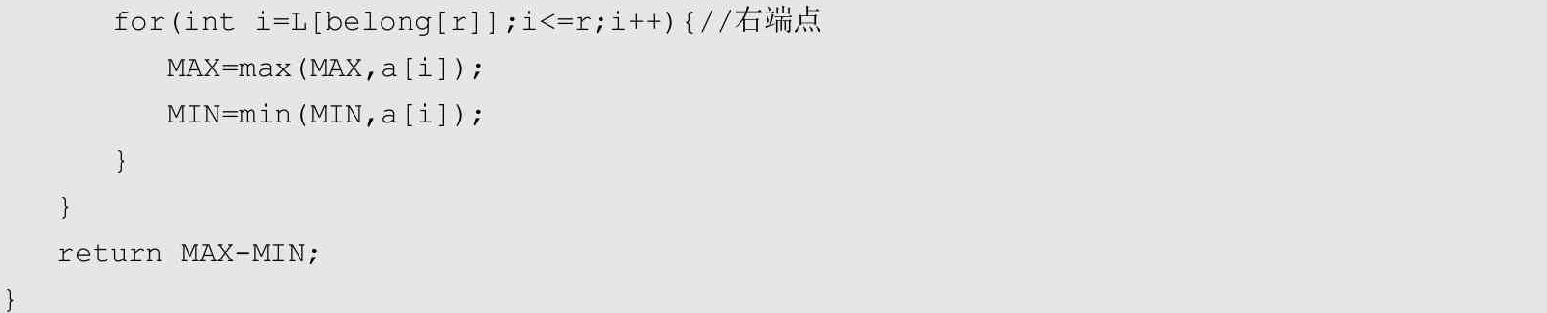 for(int i=L[belong[r]];i<=r;i++){//右端点
MAX=max(MAX,a[i]);
MIN=min(MIN,a[i]);
}
}
return MAX-MIN;
}